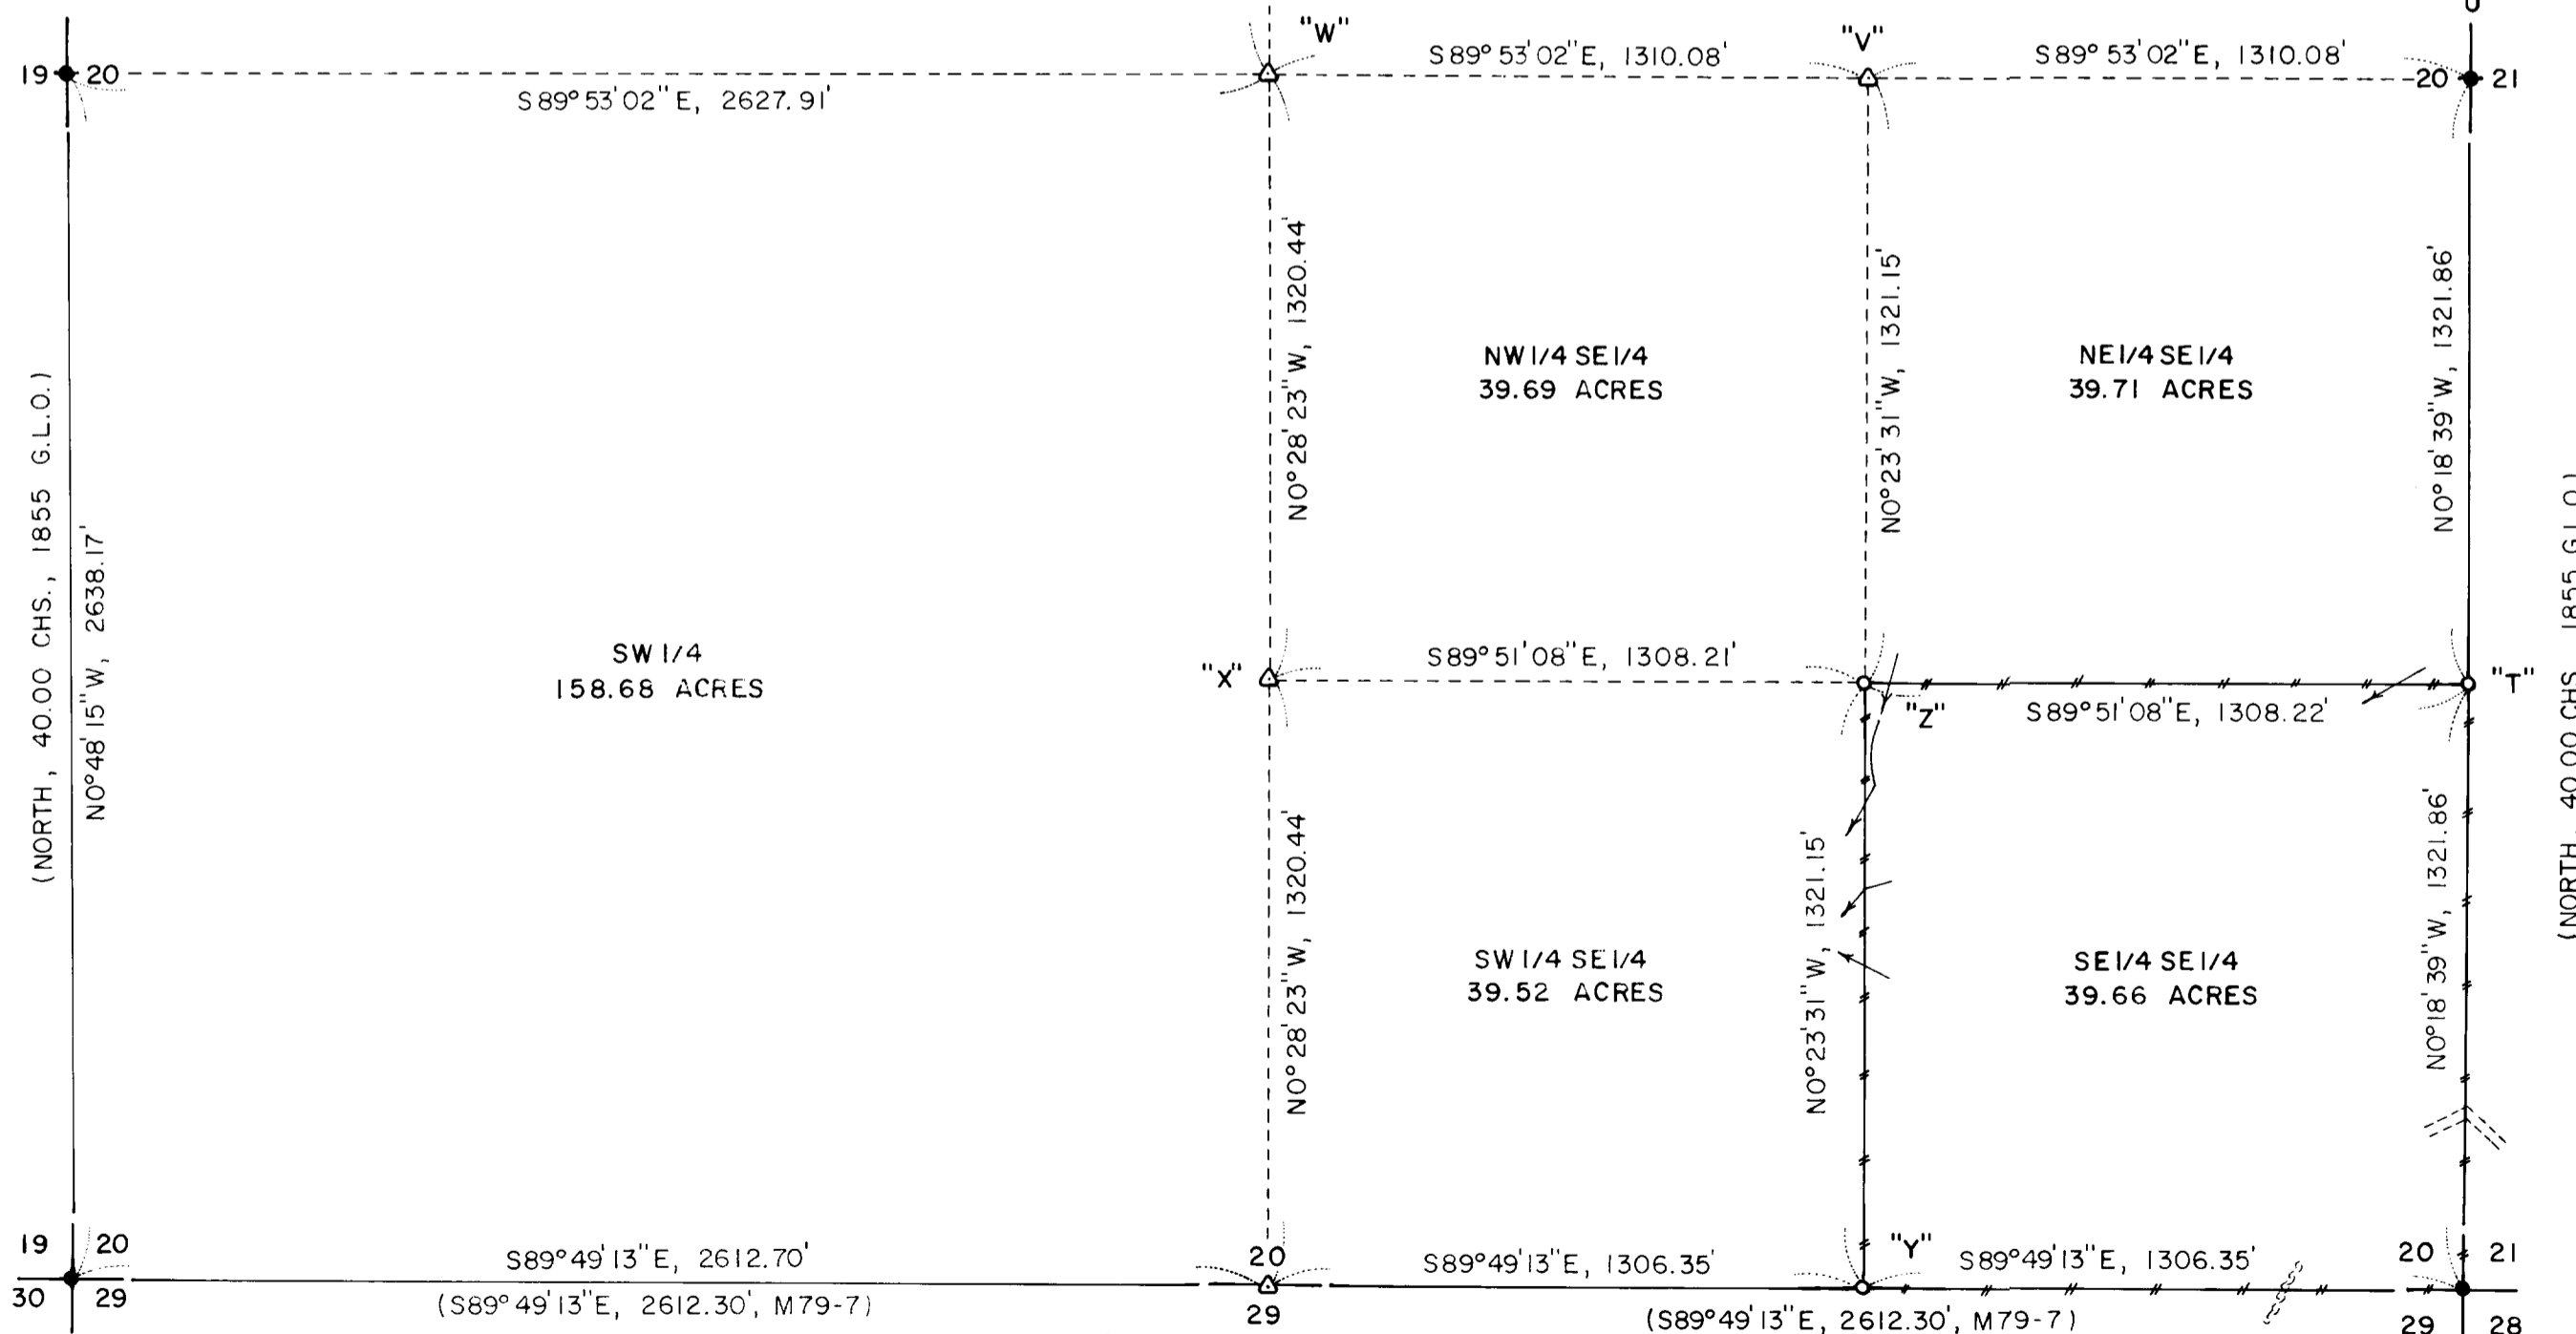 U
"W"
"V"
S89°53'02"E, 1310.08'
S89°53'02"E, 1310.08'
19 20
20 21
S89°53'02"E, 2627.91'
(NORTH, 40.00 CHS., 1855 G.L.O.)
N0°48'15"W, 2638.17'
N0°28'23"W, 1320.44'
N0°23'31"W, 1321.15'
N0°18'39"W, 1321.86'
(NORTH, 40.00 CHS. 1855 G.L.O.)
NW1/4 SE1/4
39.69 ACRES
NE1/4 SE1/4
39.71 ACRES
SW 1/4
158.68 ACRES
"X"
S89°51'08"E, 1308.21'
"Z"
S89°51'08"E, 1308.22'
"T"
N0°28'23"W, 1320.44'
N0°23'31"W, 1321.15'
N0°18'39"W, 1321.86'
SW 1/4 SE1/4
39.52 ACRES
SE1/4 SE1/4
39.66 ACRES
19 20
S89°49'13"E, 2612.70'
20
S89°49'13"E, 1306.35'
"Y"
S89°49'13"E, 1306.35'
20 21
30 29
(S89°49'13"E, 2612.30', M79-7)
29
(S89°49'13"E, 2612.30', M79-7)
29 28